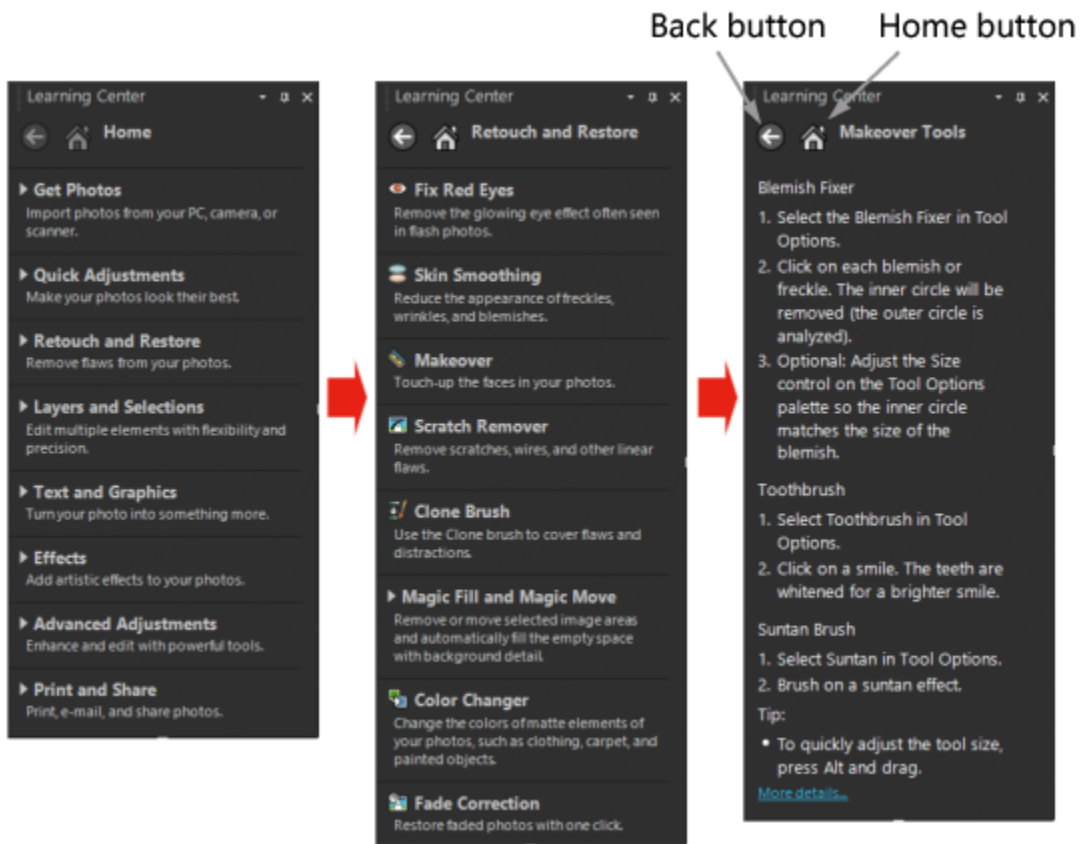 Back button
Home button
Learning Center
Home
Get Photos
Import photos from your PC, camera, or
scanner.
Quick Adjustments
Make your photos look their best.
Retouch and Restore
Remove flaws from your photos.
Layers and Selections
Edit multiple elements with flexibility and
precision.
Text and Graphics
Turn your photo into something more.
Effects
Add artistic effects to your photos.
Advanced Adjustments
Enhance and edit with powerful tools.
Print and Share
Print, e-mail, and share photos.
Learning Center
Retouch and Restore
Fix Red Eyes
Remove the glowing eye effect often seen
in flash photos.
Skin Smoothing
Reduce the appearance of freckles,
wrinkles, and blemishes.
Makeover
Touch-up the faces in your photos.
Scratch Remover
Remove scratches, wires, and other linear
flaws.
Clone Brush
Use the Clone brush to cover flaws and
distractions.
Magic Fill and Magic Move
Remove or move selected image areas
and automatically fill the empty space
with background detail.
Color Changer
Change the colors of matte elements of
your photos, such as clothing, carpet, and
painted objects.
Fade Correction
Restore faded photos with one click.
Learning Center
Makeover Tools
Blemish Fixer
1. Select the Blemish Fixer in Tool
Options.
2. Click on each blemish or
freckle. The inner circle will be
removed (the outer circle is
analyzed).
3. Optional: Adjust the Size
control on the Tool Options
palette so the inner circle
matches the size of the
blemish.
Toothbrush
1. Select Toothbrush in Tool
Options.
2. Click on a smile. The teeth are
whitened for a brighter smile.
Suntan Brush
1. Select Suntan in Tool Options.
2. Brush on a suntan effect.
Tip:
• To quickly adjust the tool size,
press Alt and drag.
More details...